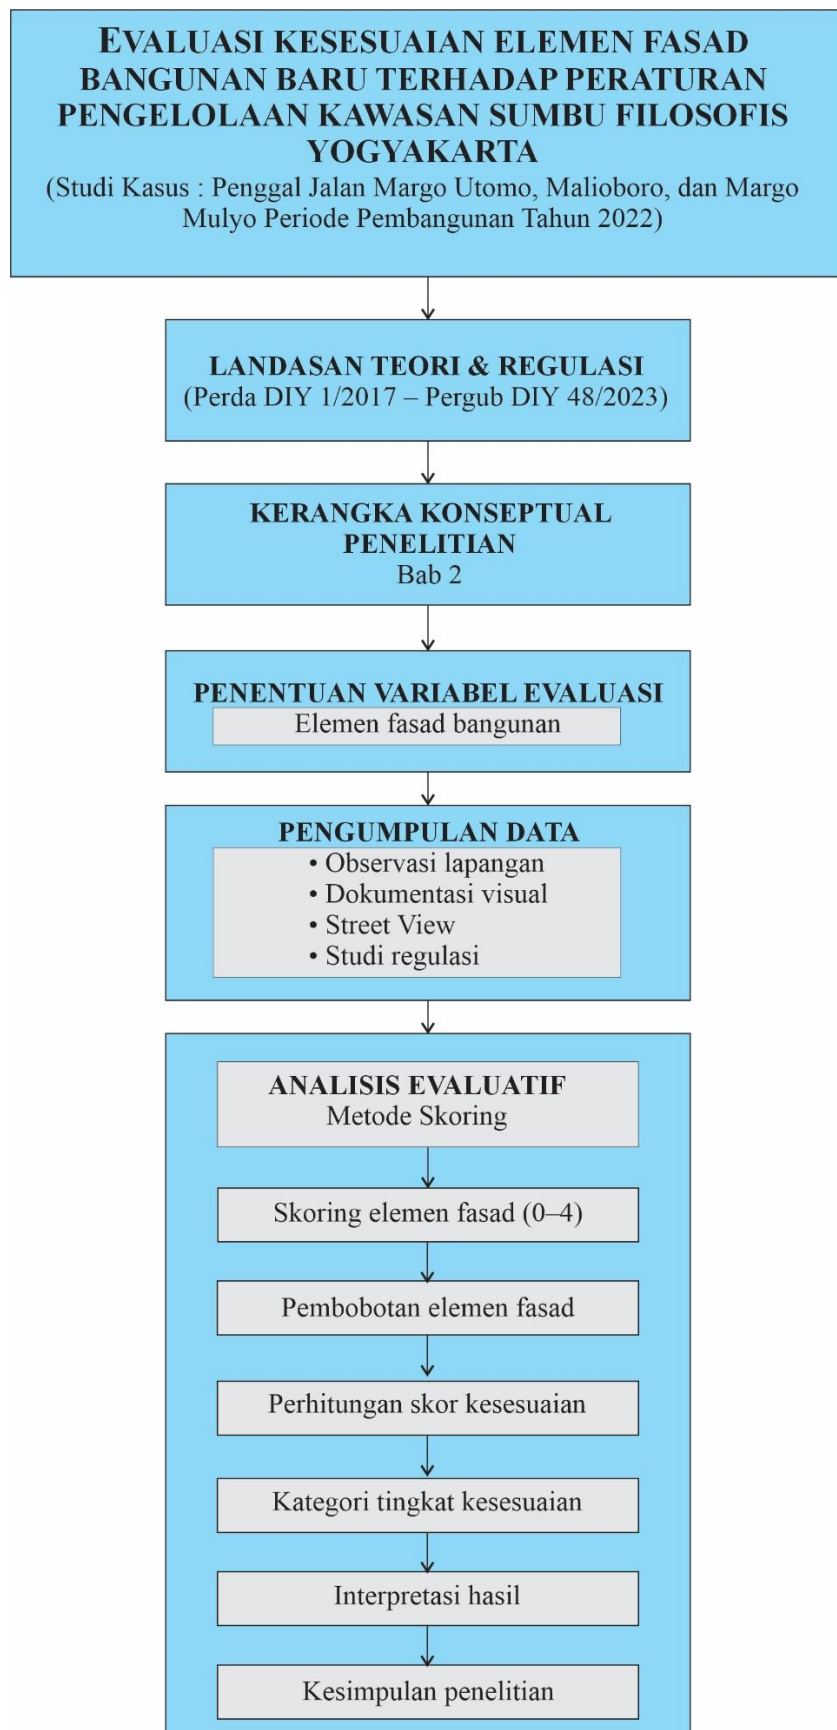 EVALUASI KESESUAIAN ELEMEN FASAD
BANGUNAN BARU TERHADAP PERATURAN
PENGELOLAAN KAWASAN SUMBU FILOSOFIS
YOGYAKARTA
(Studi Kasus : Penggal Jalan Margo Utomo, Malioboro, dan Margo
Mulyo Periode Pembangunan Tahun 2022)
LANDASAN TEORI & REGULASI
(Perda DIY 1/2017 – Pergub DIY 48/2023)
KERANGKA KONSEPTUAL
PENELITIAN
Bab 2
PENENTUAN VARIABEL EVALUASI
Elemen fasad bangunan
PENGUMPULAN DATA
• Observasi lapangan
• Dokumentasi visual
• Street View
• Studi regulasi
ANALISIS EVALUATIF
Metode Skoring
Skoring elemen fasad (0–4)
Pembobotan elemen fasad
Perhitungan skor kesesuaian
Kategori tingkat kesesuaian
Interpretasi hasil
Kesimpulan penelitian